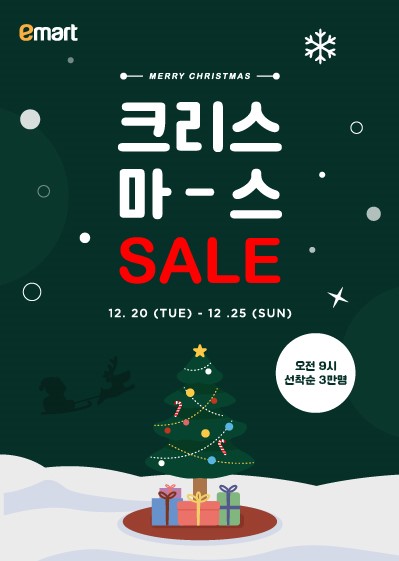 emart
MERRY CHRISTMAS
크리스
마-스
SALE
12. 20 (TUE) - 12 .25 (SUN)
오전 9시
선착순 3만명